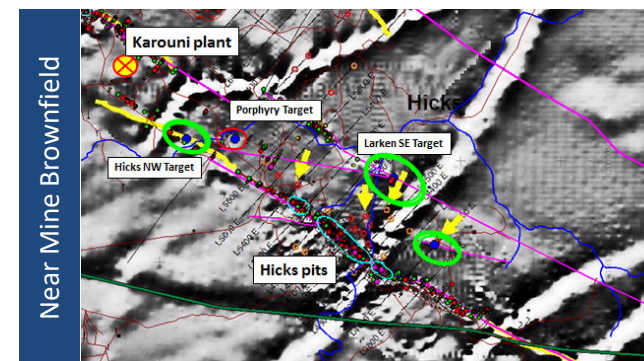 Near Mine Brownfield
Karouni plant
Porphyry Target
Hicks
Larken SE Target
Hicks NW Target
Hicks pits